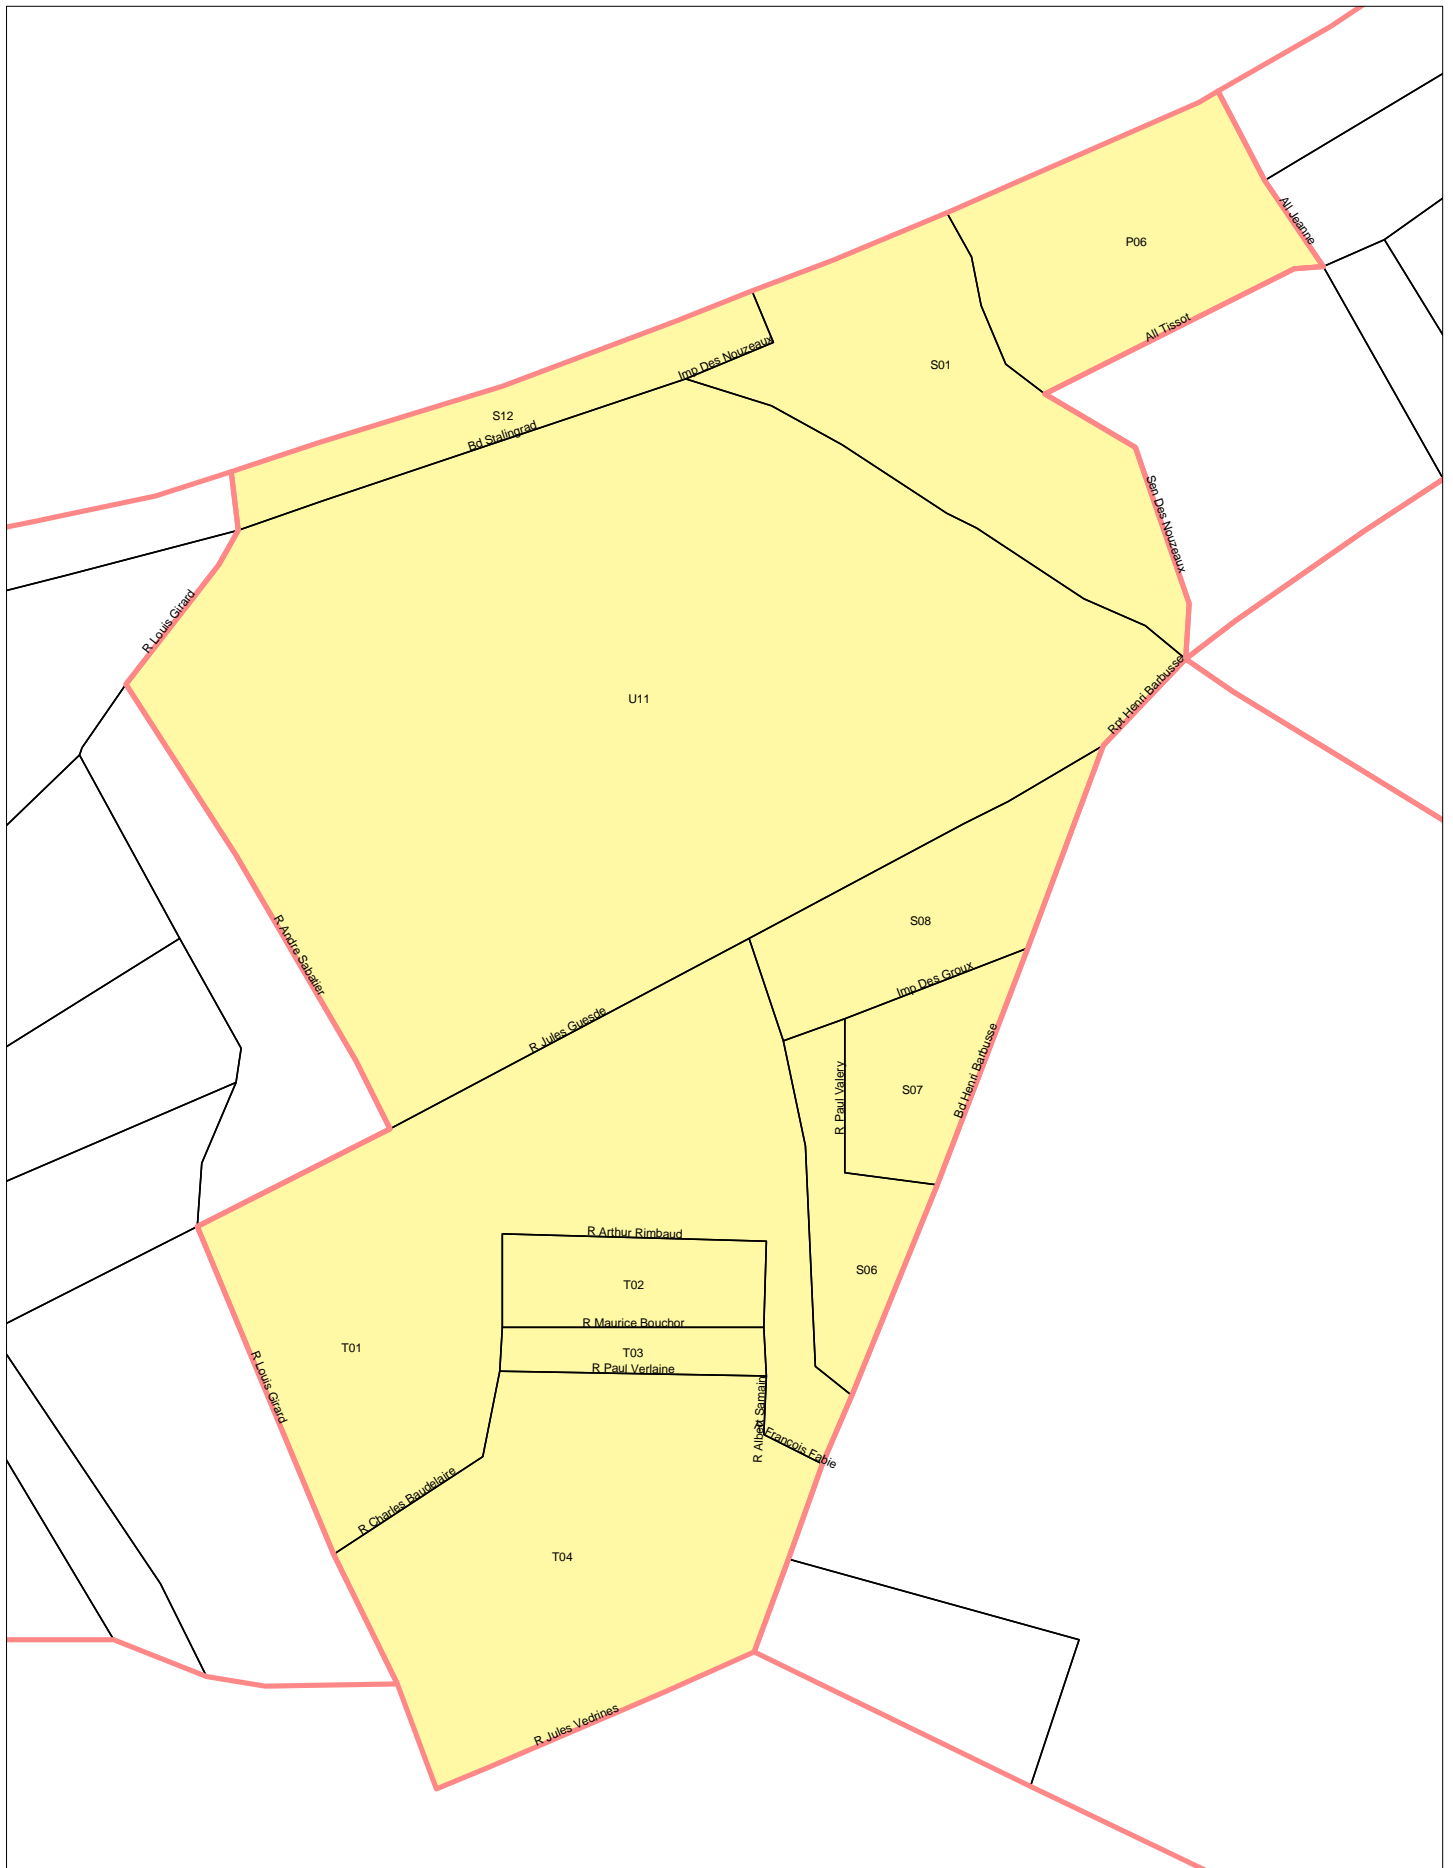 All Jeanne
P06
All Tissot
Imp Des Nouzeaux
S01
S12
Bd Stalingrad
Sen Des Nouzeaux
R Louis Girard
Rpt Henri Barbusse
U11
S08
R Andre Sabatier
Imp Des Groux
R Jules Guesde
Bd Henri Barbusse
R Paul Valery
S07
R Arthur Rimbaud
S06
T02
R Maurice Bouchor
T01
T03
R Paul Verlaine
R Louis Girard
R Albert Samain
R Francois Fabie
R Charles Baudelaire
T04
R Jules Vedrines